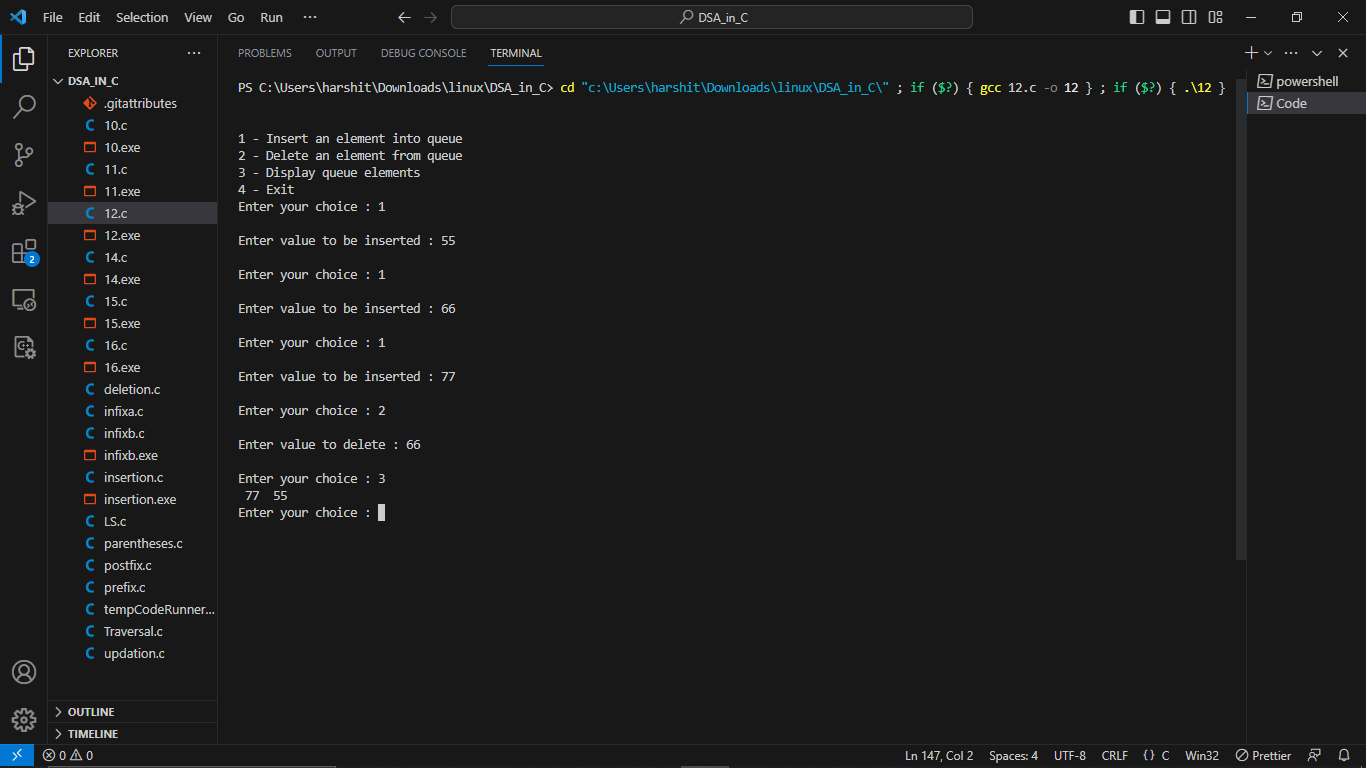 File Edit Selection View Go Run ··· DSA_in_C
EXPLORER ···
PROBLEMS OUTPUT DEBUG CONSOLE TERMINAL
DSA_IN_C
.gitattributes
10.c
10.exe
11.c
11.exe
12.c
12.exe
14.c
14.exe
15.c
15.exe
16.c
16.exe
deletion.c
infixa.c
infixb.c
infixb.exe
insertion.c
insertion.exe
LS.c
parentheses.c
postfix.c
prefix.c
tempCodeRunner...
Traversal.c
updation.c
OUTLINE
TIMELINE
2
PS C:\Users\harshit\Downloads\linux\DSA_in_C> cd "c:\Users\harshit\Downloads\linux\DSA_in_C\" ; if ($?) { gcc 12.c -o 12 } ; if ($?) { .\12 }
1 - Insert an element into queue
2 - Delete an element from queue
3 - Display queue elements
4 - Exit
Enter your choice : 1
Enter value to be inserted : 55
Enter your choice : 1
Enter value to be inserted : 66
Enter your choice : 1
Enter value to be inserted : 77
Enter your choice : 2
Enter value to delete : 66
Enter your choice : 3
77 55
Enter your choice :
powershell
Code
0 0 Ln 147, Col 2 Spaces: 4 UTF-8 CRLF {} C Win32 Prettier